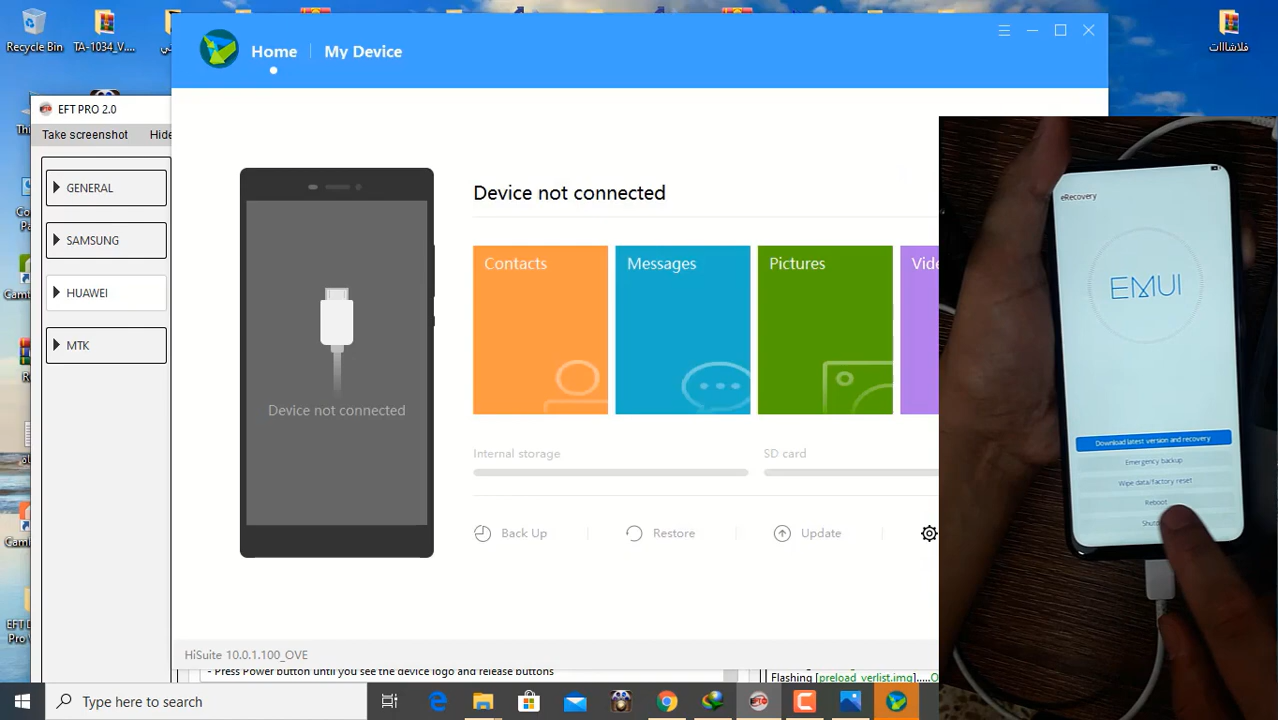 Recycle Bin
TA-1034_V....
فلاشاات
Home
My Device
EFT PRO 2.0
Take screenshot
Hide
GENERAL
SAMSUNG
HUAWEI
MTK
Device not connected
Device not connected
Contacts
Messages
Pictures
Vide
Internal storage
SD card
Back Up
Restore
Update
HiSuite 10.0.1.100_OVE
- Press Power button until you see the device logo and release buttons
Flashing [preload_verlist.img].....O
eRecovery
EMUI
Download latest version and recovery
Emergency backup
Wipe data/factory reset
Reboot
Type here to search